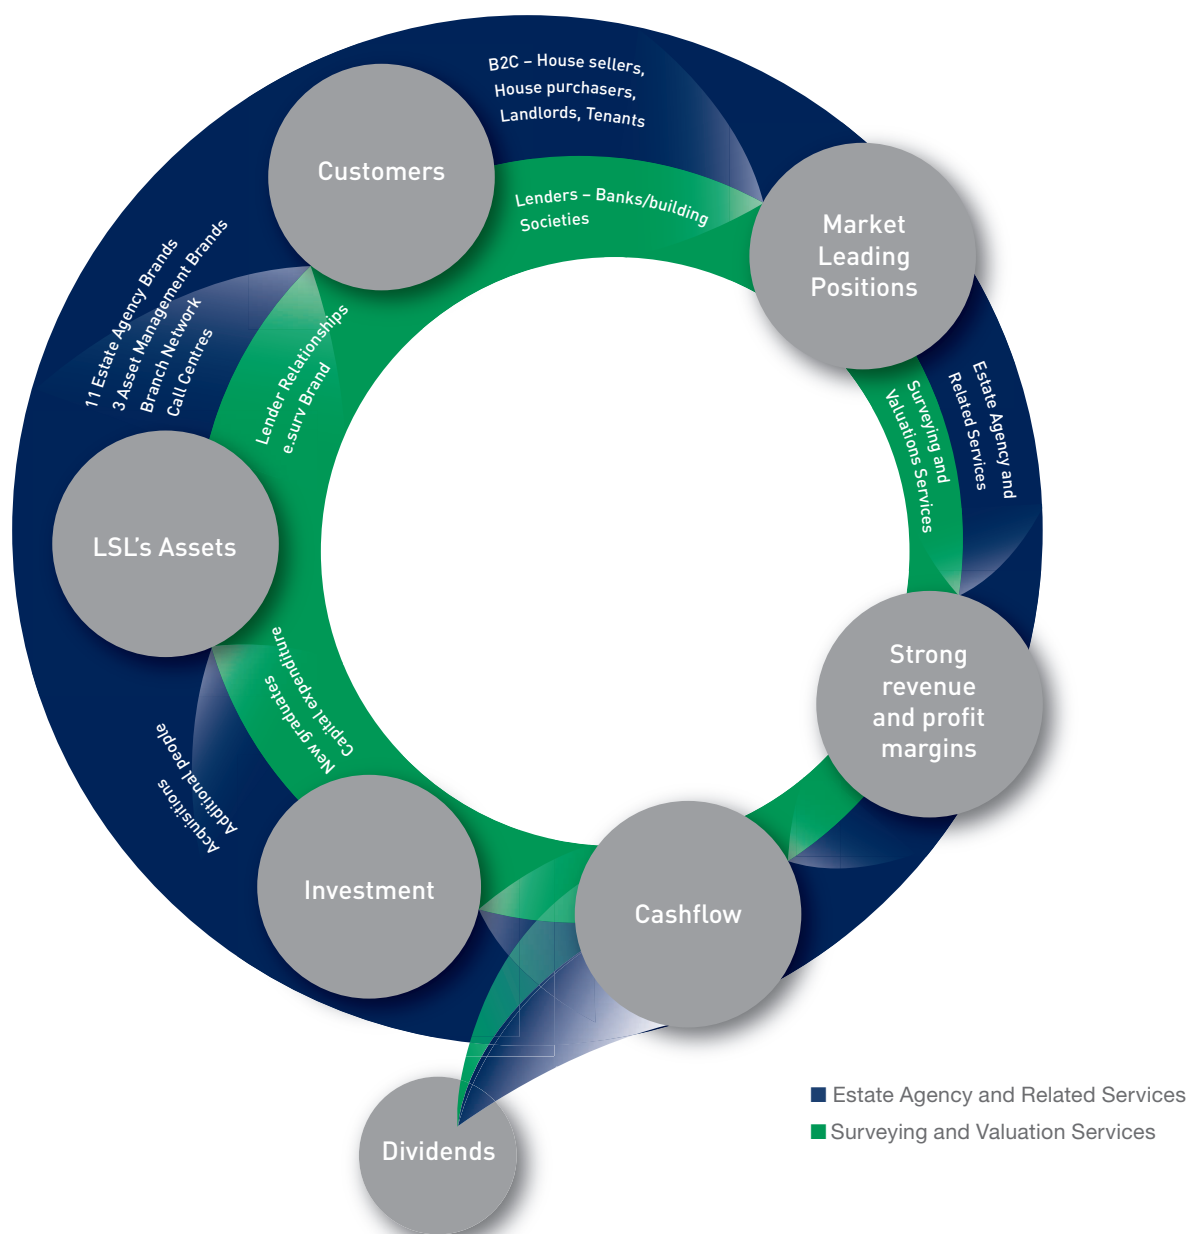 Customers
B2C – House sellers,
House purchasers,
Landlords, Tenants
Lenders – Banks/building
Societies
Market
Leading
Positions
Estate Agency and
Related Services
Surveying and
Valuations Services
Strong
revenue
and profit
margins
Cashflow
Dividends
Investment
Acquisitions
Additional people
New graduates
Capital expenditure
LSL's Assets
11 Estate Agency Brands
3 Asset Management Brands
Branch Network
Call Centres
Lender Relationships
e.surv Brand
Estate Agency and Related Services
Surveying and Valuation Services